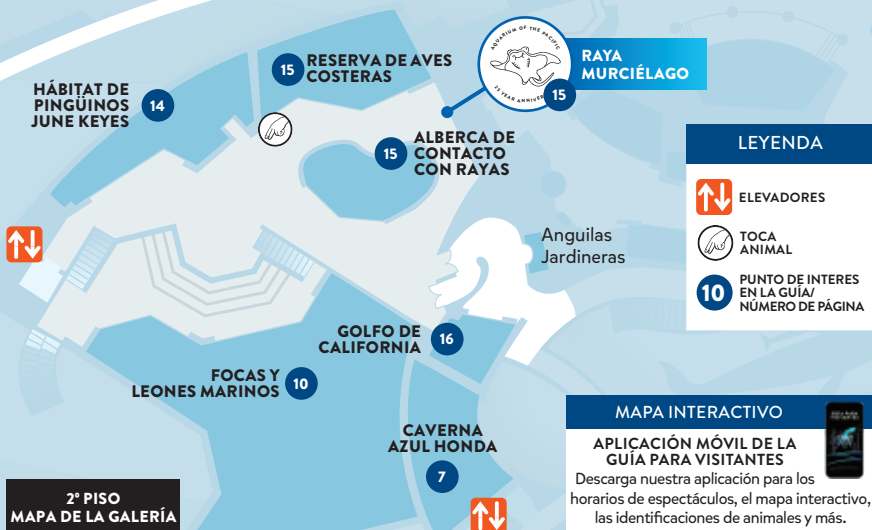 HÁBITAT DE
PINGÜINOS
JUNE KEYES
14
15
RESERVA DE AVES
COSTERAS
AQUARIUM OF THE PACIFIC
25 YEAR ANNIVER
15
RAYA
MURCIÉLAGO
15
ALBERCA DE
CONTACTO
CON RAYAS
Anguilas
Jardineras
GOLFO DE
CALIFORNIA
16
FOCAS Y
LEONES MARINOS
10
CAVERNA
AZUL HONDA
7
2º PISO
MAPA DE LA GALERÍA
LEYENDA
ELEVADORES
TOCA
ANIMAL
10
PUNTO DE INTERES
EN LA GUÍA/
NÚMERO DE PÁGINA
MAPA INTERACTIVO
APLICACIÓN MÓVIL DE LA
GUÍA PARA VISITANTES
Descarga nuestra aplicación para los
horarios de espectáculos, el mapa interactivo,
las identificaciones de animales y más.
GUÍA PARA
VISITANTES